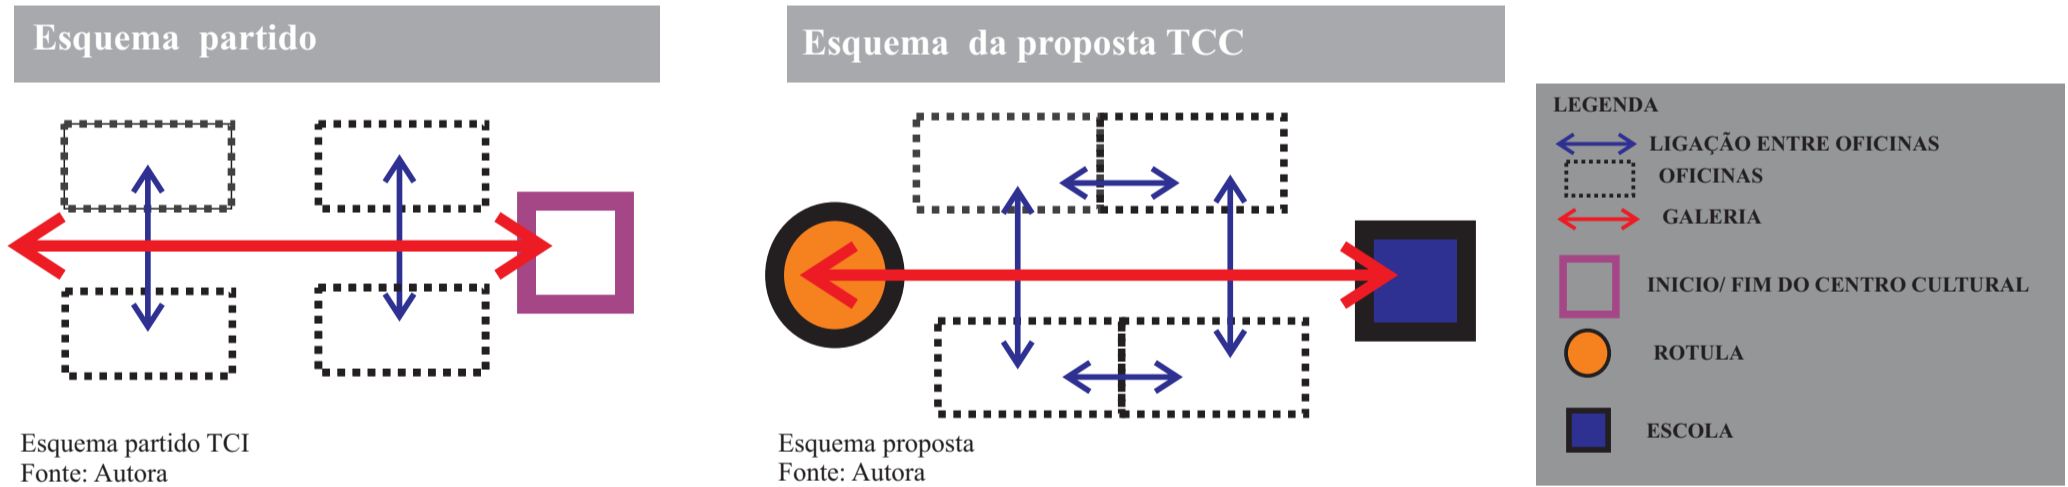 Esquema partido
Esquema da proposta TCC
LEGENDA
LIGAÇÃO ENTRE OFICINAS
OFICINAS
GALERIA
INICIO/ FIM DO CENTRO CULTURAL
ROTULA
ESCOLA
Esquema partido TCI
Fonte: Autora
Esquema proposta
Fonte: Autora